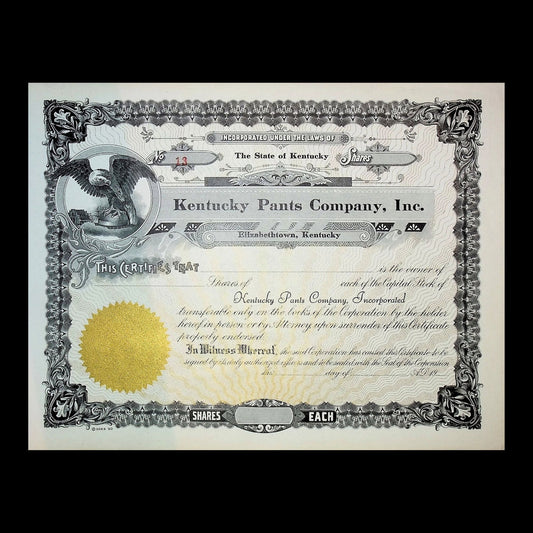 INCORPORATED UNDER THE LAWS OF
No 13 The State of Kentucky Shares
Kentucky Pants Company, Inc.
Elizabethtown, Kentucky
THIS CERTIFIES THAT
is the owner of
Shares of each of the Capital Stock of
Kentucky Pants Company, Incorporated
transferable only on the books of the Corporation by the holder
hereof in person or by Attorney upon surrender of this Certificate
properly endorsed.
In Witness Whereof, the said Corporation has caused this Certificate to be
signed by its duly authorized officers and to be sealed with the Seal of the Corporation
this day of A.D. 19
SHARES EACH